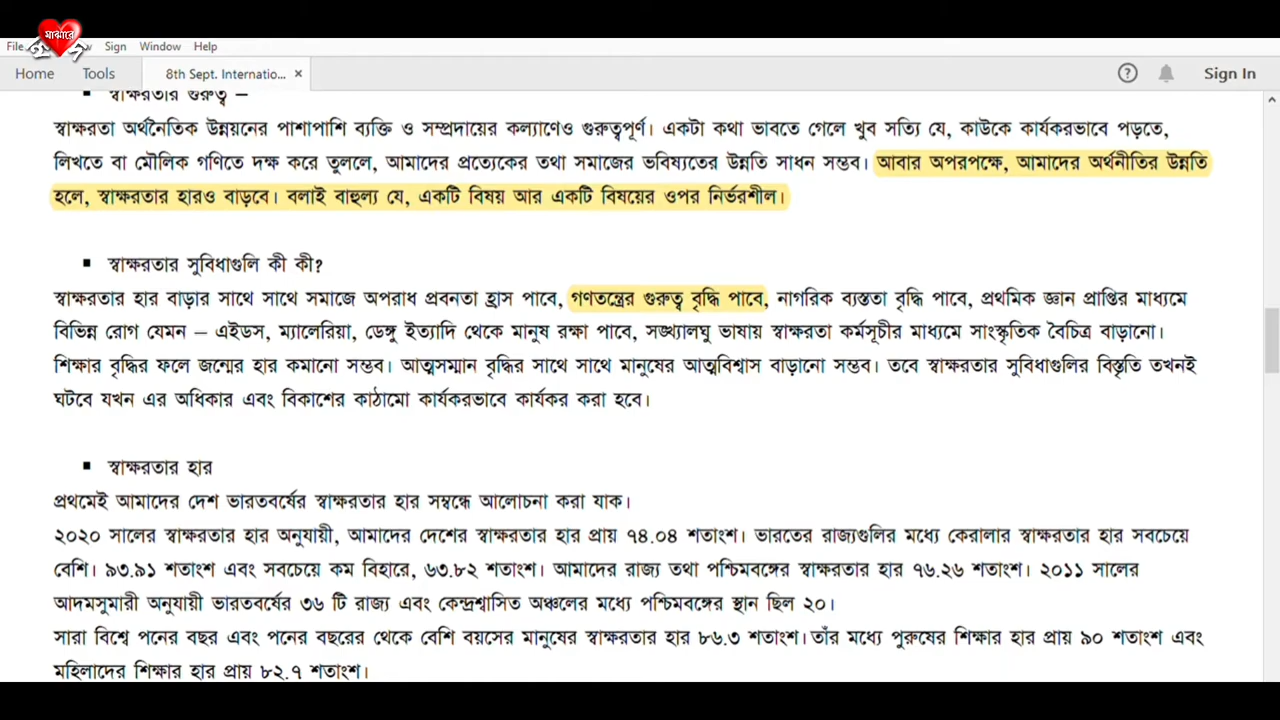 মাঝারে
File
Sign
Window
Help
Home
Tools
8th Sept. Internatio...
Sign In
স্বাক্ষরতার গুরুত্ব –
স্বাক্ষরতা অর্থনৈতিক উন্নয়নের পাশাপাশি ব্যক্তি ও সম্প্রদায়ের কল্যাণেও গুরুত্বপূর্ণ। একটা কথা ভাবতে গেলে খুব সত্যি যে, কাউকে কার্যকরভাবে পড়তে,
লিখতে বা মৌলিক গণিতে দক্ষ করে তুললে, আমাদের প্রত্যেকের তথা সমাজের ভবিষ্যতের উন্নতি সাধন সম্ভব। আবার অপরপক্ষে, আমাদের অর্থনীতির উন্নতি
হলে, স্বাক্ষরতার হারও বাড়বে। বলাই বাহুল্য যে, একটি বিষয় আর একটি বিষয়ের ওপর নির্ভরশীল।
▪ স্বাক্ষরতার সুবিধাগুলি কী কী?
স্বাক্ষরতার হার বাড়ার সাথে সাথে সমাজে অপরাধ প্রবনতা হ্রাস পাবে, গণতন্ত্রের গুরুত্ব বৃদ্ধি পাবে, নাগরিক ব্যস্ততা বৃদ্ধি পাবে, প্রথমিক জ্ঞান প্রাপ্তির মাধ্যমে
বিভিন্ন রোগ যেমন – এইডস, ম্যালেরিয়া, ডেঙ্গু ইত্যাদি থেকে মানুষ রক্ষা পাবে, সঙ্খ্যালঘু ভাষায় স্বাক্ষরতা কর্মসূচীর মাধ্যমে সাংস্কৃতিক বৈচিত্র বাড়ানো।
শিক্ষার বৃদ্ধির ফলে জন্মের হার কমানো সম্ভব। আত্মসম্মান বৃদ্ধির সাথে সাথে মানুষের আত্মবিশ্বাস বাড়ানো সম্ভব। তবে স্বাক্ষরতার সুবিধাগুলির বিস্তৃতি তখনই
ঘটবে যখন এর অধিকার এবং বিকাশের কাঠামো কার্যকরভাবে কার্যকর করা হবে।
▪ স্বাক্ষরতার হার
প্রথমেই আমাদের দেশ ভারতবর্ষের স্বাক্ষরতার হার সম্বন্ধে আলোচনা করা যাক।
২০২০ সালের স্বাক্ষরতার হার অনুযায়ী, আমাদের দেশের স্বাক্ষরতার হার প্রায় ৭৪.০৪ শতাংশ। ভারতের রাজ্যগুলির মধ্যে কেরালার স্বাক্ষরতার হার সবচেয়ে
বেশি। ৯৩.৯১ শতাংশ এবং সবচেয়ে কম বিহারে, ৬৩.৮২ শতাংশ। আমাদের রাজ্য তথা পশ্চিমবঙ্গের স্বাক্ষরতার হার ৭৬.২৬ শতাংশ। ২০১১ সালের
আদমসুমারী অনুযায়ী ভারতবর্ষের ৩৬ টি রাজ্য এবং কেন্দ্রশ্বাসিত অঞ্চলের মধ্যে পশ্চিমবঙ্গের স্থান ছিল ২০।
সারা বিশ্বে পনের বছর এবং পনের বছরের থেকে বেশি বয়সের মানুষের স্বাক্ষরতার হার ৮৬.৩ শতাংশ। তাঁর মধ্যে পুরুষের শিক্ষার হার প্রায় ৯০ শতাংশ এবং
মহিলাদের শিক্ষার হার প্রায় ৮২.৭ শতাংশ।